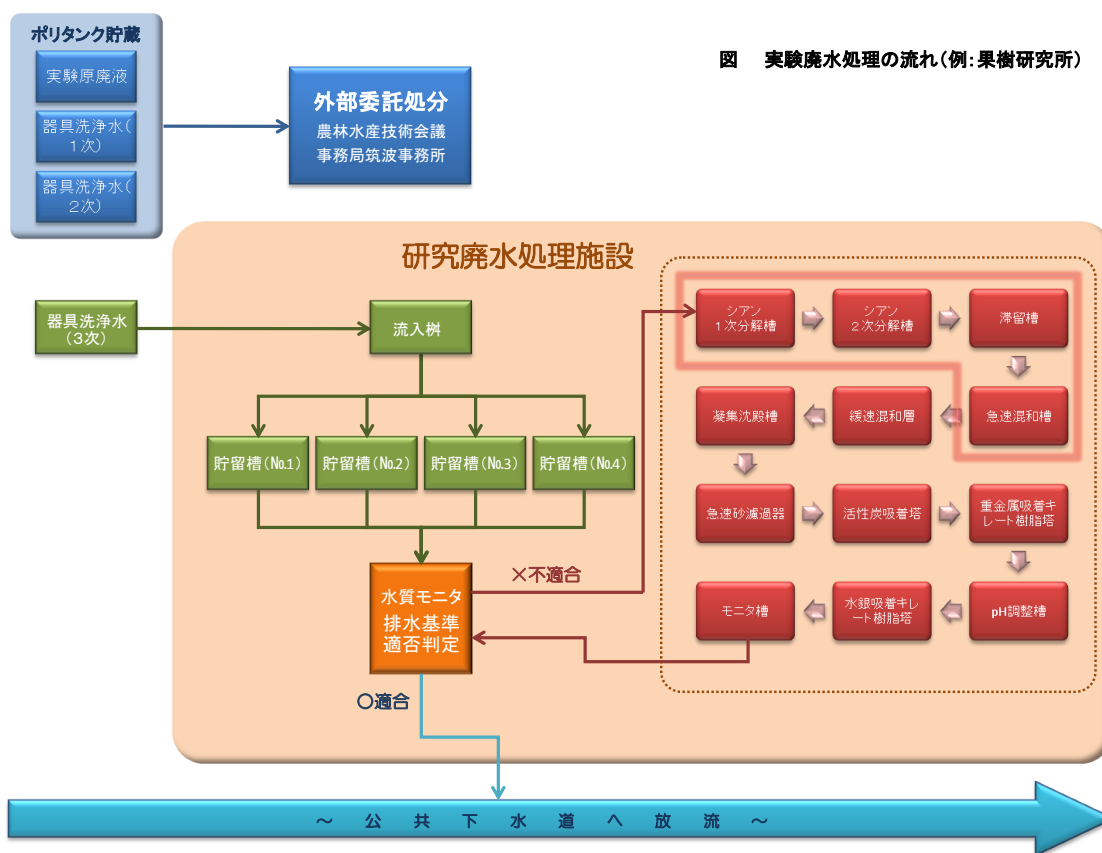 ポリタンク貯蔵
実験原廃液
器具洗浄水(
1次)
器具洗浄水(
2次)
外部委託処分
農林水産技術会議
事務局筑波事務所
図 実験廃水処理の流れ(例:果樹研究所)
研究廃水処理施設
器具洗浄水
(3次)
流入桝
貯留槽(No.1)
貯留槽(No.2)
貯留槽(No.3)
貯留槽(No.4)
水質モニタ
排水基準
適否判定
×不適合
〇適合
シアン
1次分解槽
シアン
2次分解槽
滞留槽
急速混和槽
緩速混和層
凝集沈殿槽
急速砂濾過器
活性炭吸着塔
重金属吸着キ
レート樹脂塔
pH調整槽
水銀吸着キレ
ート樹脂塔
モニタ槽
～ 公 共 下 水 道 へ 放 流 ～